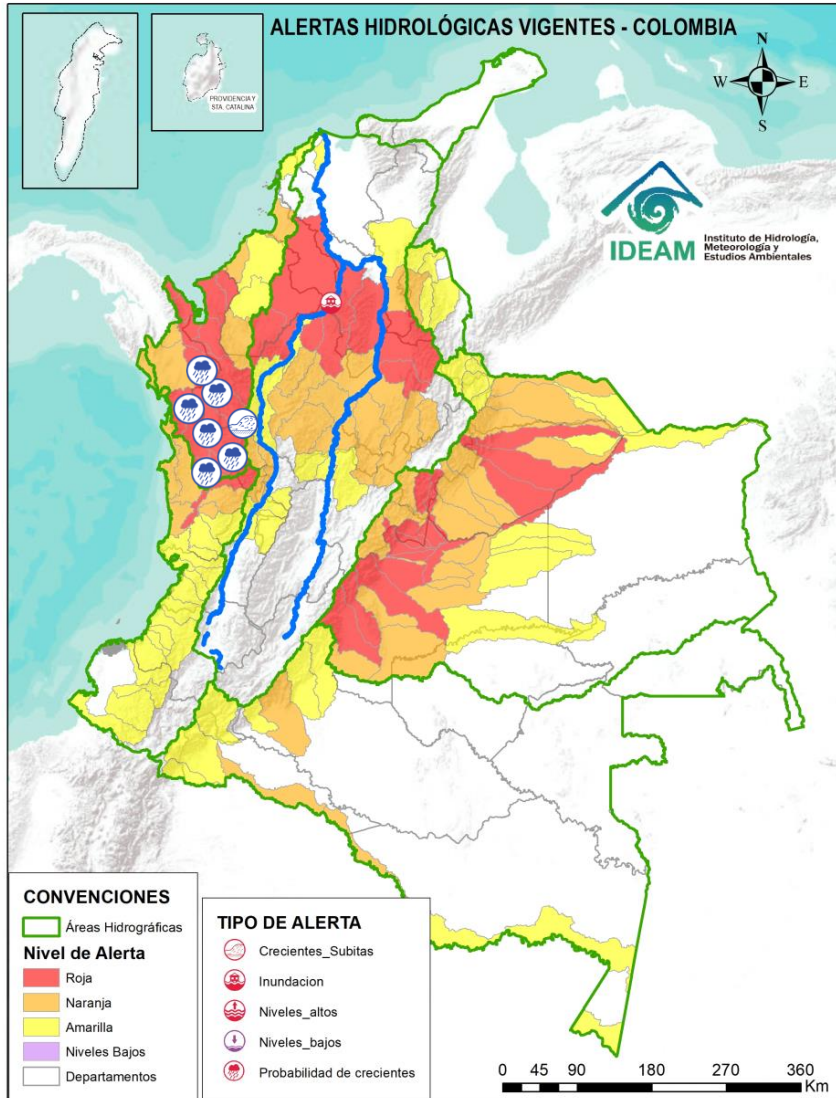 ALERTAS HIDROLÓGICAS VIGENTES - COLOMBIA
PROVIDENCIA Y
STA. CATALINA
N
W E
S
IDEAM
Instituto de Hidrología,
Meteorología y
Estudios Ambientales
CONVENCIONES
Áreas Hidrográficas
Nivel de Alerta
Roja
Naranja
Amarilla
Niveles Bajos
Departamentos
TIPO DE ALERTA
Crecientes_Subitas
Inundacion
Niveles_altos
Niveles_bajos
Probabilidad de crecientes
0 45 90 180 270 360
Km